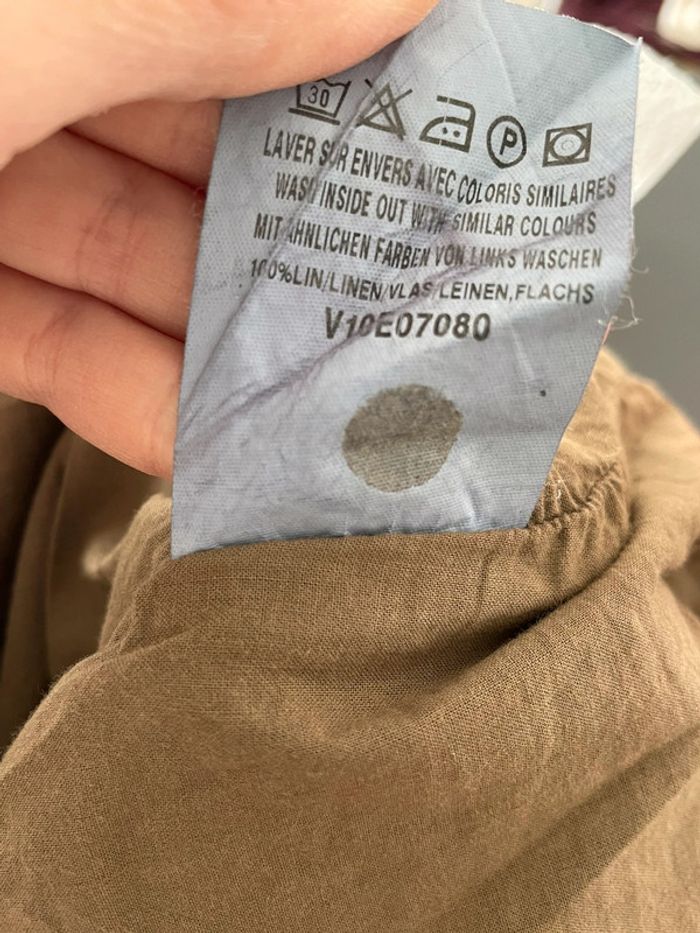 30
P
LAVER SUR ENVERS AVEC COLORIS SIMILAIRES
WASH INSIDE OUT WITH SIMILAR COLOURS
MIT ÄHNLICHEN FARBEN VON LINKS WASCHEN
100%LIN/LINEN/VLAS/LEINEN,FLACHS
V10E07080